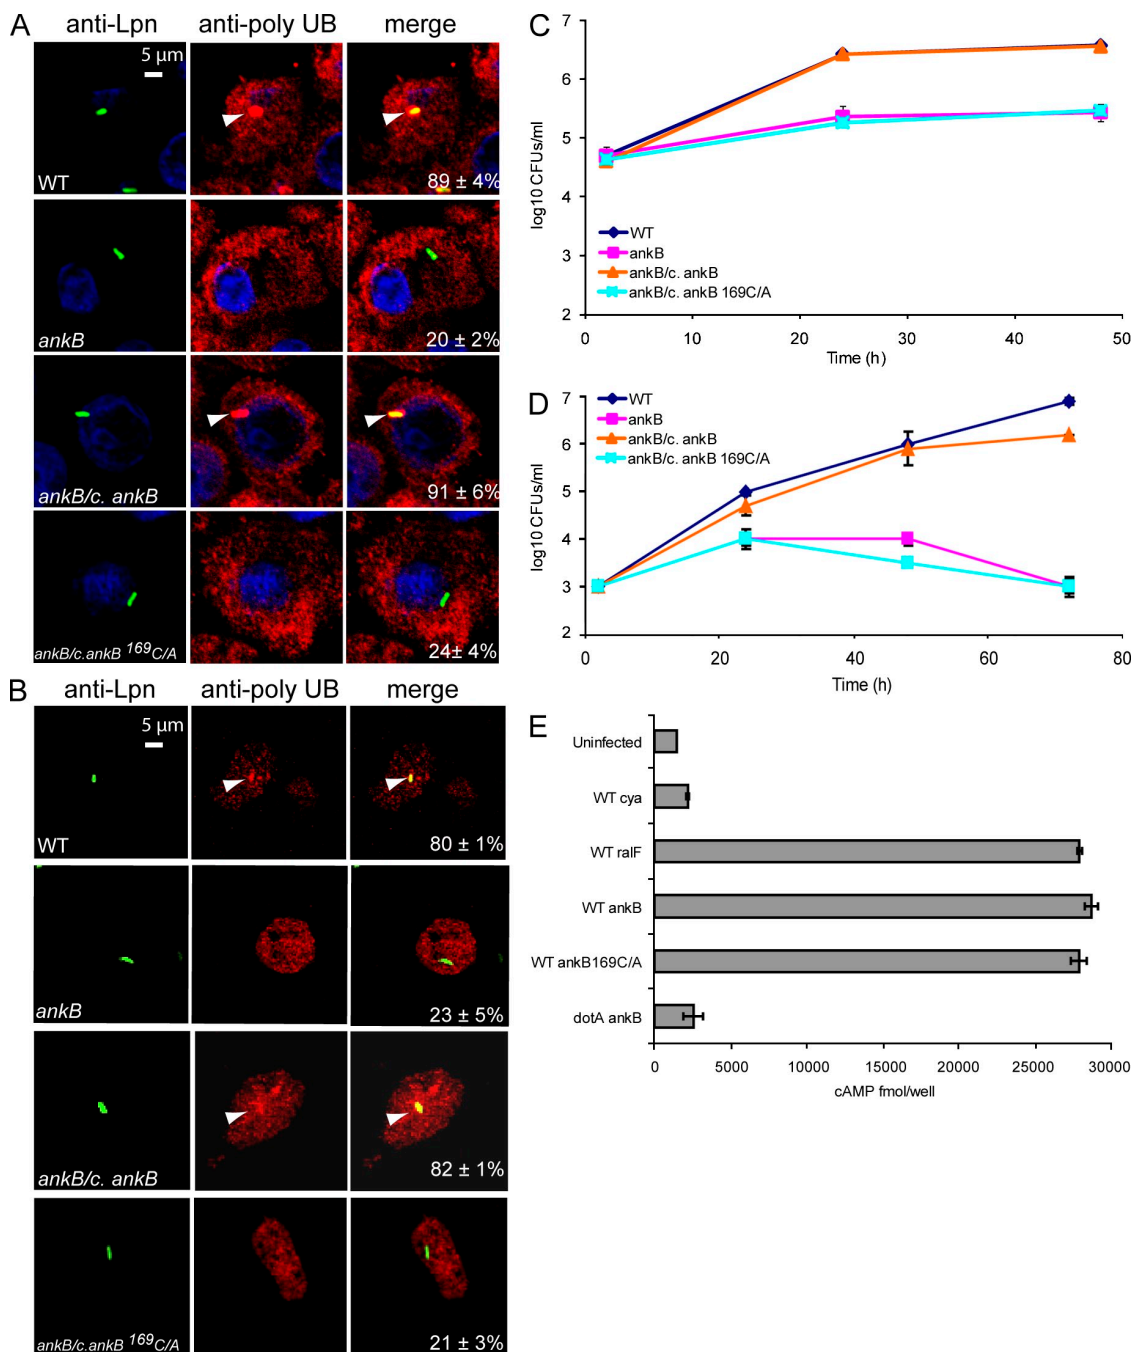 A
anti-Lpn anti-poly UB merge
5 µm
WT
89 ± 4%
ankB
20 ± 2%
ankB/c. ankB
91 ± 6%
ankB/c.ankB 169C/A
24± 4%
B
anti-Lpn anti-poly UB merge
5 µm
WT
80 ± 1%
ankB
23 ± 5%
ankB/c. ankB
82 ± 1%
ankB/c.ankB 169C/A
21 ± 3%
C
log10 CFUs/ml
7
6
5
4
3
2
WT
ankB
ankB/c. ankB
ankB/c. ankB 169C/A
0 10 20 30 40 50
Time (h)
D
log10 CFUs/ml
7
6
5
4
3
2
WT
ankB
ankB/c. ankB
ankB/c. ankB 169C/A
0 20 40 60 80
Time (h)
E
Uninfected
WT cya
WT ralF
WT ankB
WT ankB169C/A
dotA ankB
0 5000 10000 15000 20000 25000 30000
cAMP fmol/well